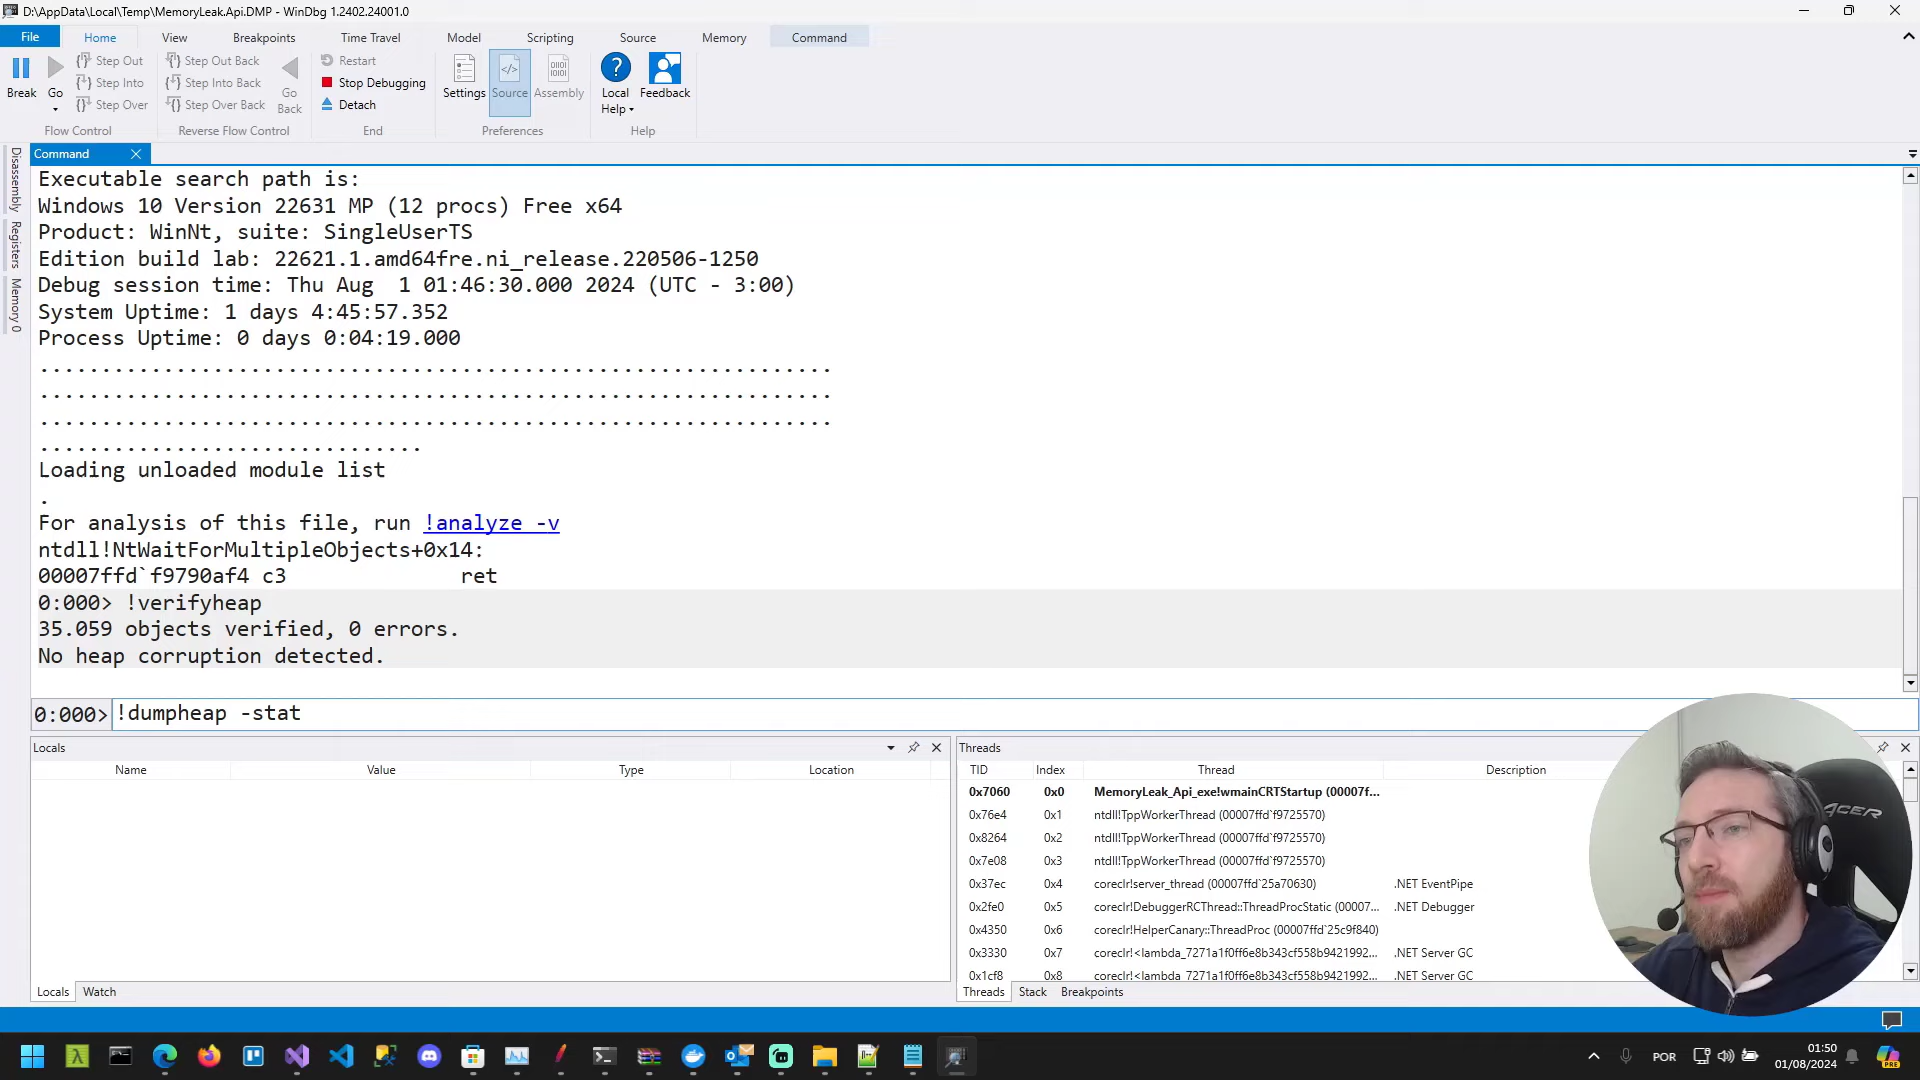 D:\AppData\Local\Temp\MemoryLeak.Api.DMP - WinDbg 1.2402.24001.0
File Home View Breakpoints Time Travel Model Scripting Source Memory Command
Break
Go
Step Out
Step Into
Step Over
Flow Control
Step Out Back
Step Into Back
Step Over Back
Go Back
Reverse Flow Control
Restart
Stop Debugging
Detach
End
Settings Source Assembly
Preferences
Local Help
Feedback
Help
Disassembly
Registers
Memory 0
Command
Executable search path is:
Windows 10 Version 22631 MP (12 procs) Free x64
Product: WinNt, suite: SingleUserTS
Edition build lab: 22621.1.amd64fre.ni_release.220506-1250
Debug session time: Thu Aug  1 01:46:30.000 2024 (UTC - 3:00)
System Uptime: 1 days 4:45:57.352
Process Uptime: 0 days 0:04:19.000
................................................................
................................................................
................................................................
...............................
Loading unloaded module list
.
For analysis of this file, run !analyze -v
ntdll!NtWaitForMultipleObjects+0x14:
00007ffd`f9790af4 c3              ret
0:000> !verifyheap
35.059 objects verified, 0 errors.
No heap corruption detected.
0:000> !dumpheap -stat
Locals
Name Value Type Location
Locals Watch
Threads
TID Index Thread Description
0x7060 0x0 MemoryLeak_Api_exe!wmainCRTStartup (00007f...
0x76e4 0x1 ntdll!TppWorkerThread (00007ffd`f9725570)
0x8264 0x2 ntdll!TppWorkerThread (00007ffd`f9725570)
0x7e08 0x3 ntdll!TppWorkerThread (00007ffd`f9725570)
0x37ec 0x4 coreclr!server_thread (00007ffd`25a70630) .NET EventPipe
0x2fe0 0x5 coreclr!DebuggerRCThread::ThreadProcStatic (00007... .NET Debugger
0x4350 0x6 coreclr!HelperCanary::ThreadProc (00007ffd`25c9f840)
0x3330 0x7 coreclr!<lambda_7271a1f0ff6e8b343cf558b9421992... .NET Server GC
0x1cf8 0x8 coreclr!<lambda_7271a1f0ff6e8b343cf558b9421992... .NET Server GC
Threads Stack Breakpoints
ACER
POR
01:50
01/08/2024
PRE